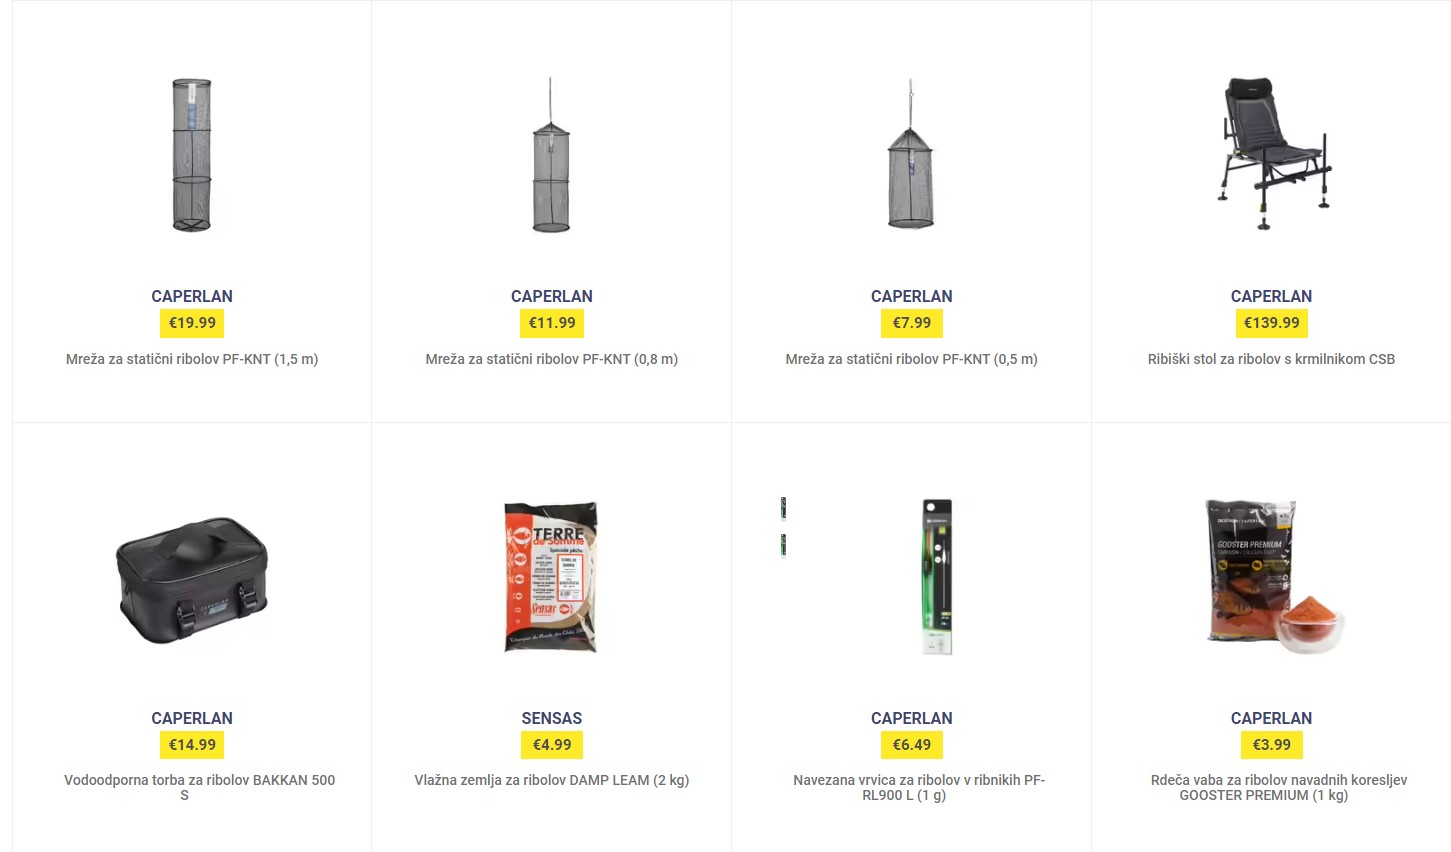 CAPERLAN
€19.99
Mreža za statični ribolov PF-KNT (1,5 m)
CAPERLAN
€11.99
Mreža za statični ribolov PF-KNT (0,8 m)
CAPERLAN
€7.99
Mreža za statični ribolov PF-KNT (0,5 m)
CAPERLAN
€139.99
Ribiški stol za ribolov s krmilnikom CSB
CAPERLAN
CAPERLAN
€14.99
Vodoodporna torba za ribolov BAKKAN 500
S
TERRE
de Somme
Spéciale pêche
Sensas
SENSAS
€4.99
Vlažna zemlja za ribolov DAMP LEAM (2 kg)
CAPERLAN
€6.49
Navezana vrvica za ribolov v ribnikih PF-
RL900 L (1 g)
GOOSTER PREMIUM
CAPERLAN
€3.99
Rdeča vaba za ribolov navadnih koresljev
GOOSTER PREMIUM (1 kg)